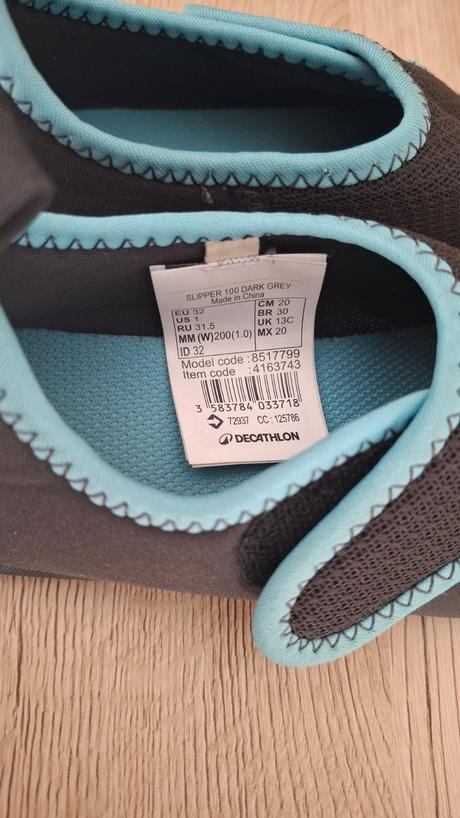 SLIPPER 100 DARK GREY
Made in China
EU 32 CM 20
US 1 BR 30
RU 31.5 UK 13C
MM (W)200(1.0) MX 20
ID 32
Model code : 8517799
Item code : 4163743
3 583784 033718
72937 CC : 125786
DECATHLON